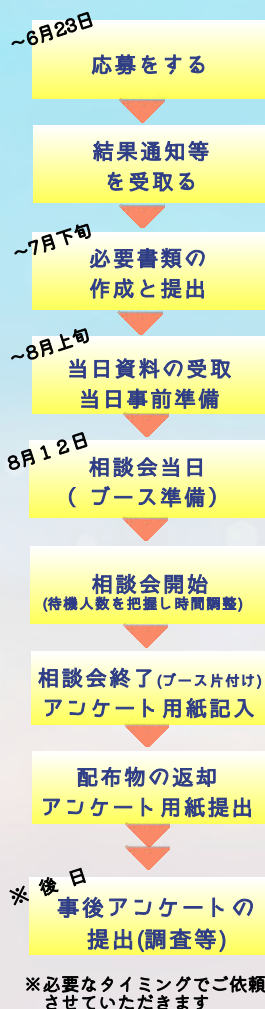 ～6月23日
応募をする
結果通知等
を受取る
～7月下旬
必要書類の
作成と提出
～8月上旬
当日資料の受取
当日事前準備
8月１２日
相談会当日
（ ブース準備）
相談会開始
(待機人数を把握し時間調整)
相談会終了(ブース片付け)
アンケート用紙記入
配布物の返却
アンケート用紙提出
※ 後 日
事後アンケートの
提出(調査等)
※必要なタイミングでご依頼
させていただきます